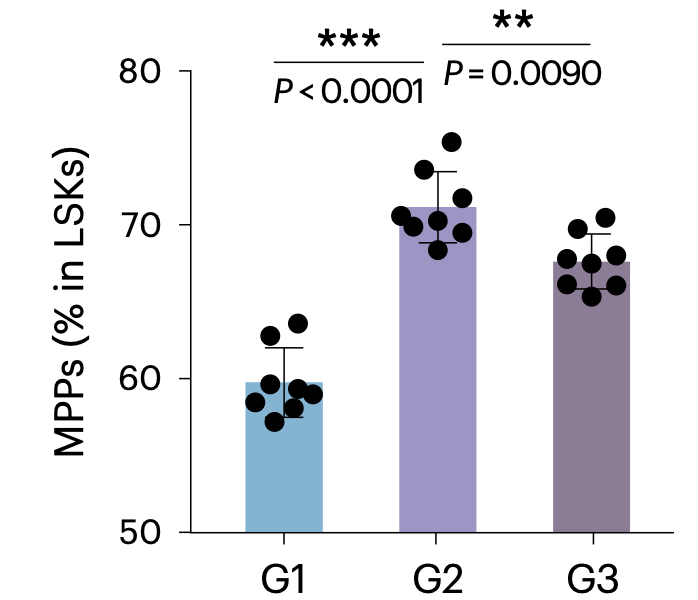 ***
**
P < 0.0001
P = 0.0090
80
70
60
50
MPPs (% in LSKs)
G1
G2
G3